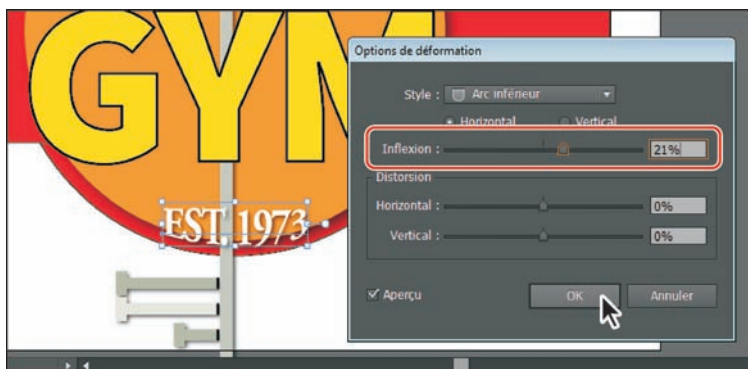 GYM
EST 1973
Options de déformation
Style : Arc inférieur
Horizontal Vertical
Inflexion : 21%
Distorsion
Horizontal : 0%
Vertical : 0%
Aperçu OK Annuler